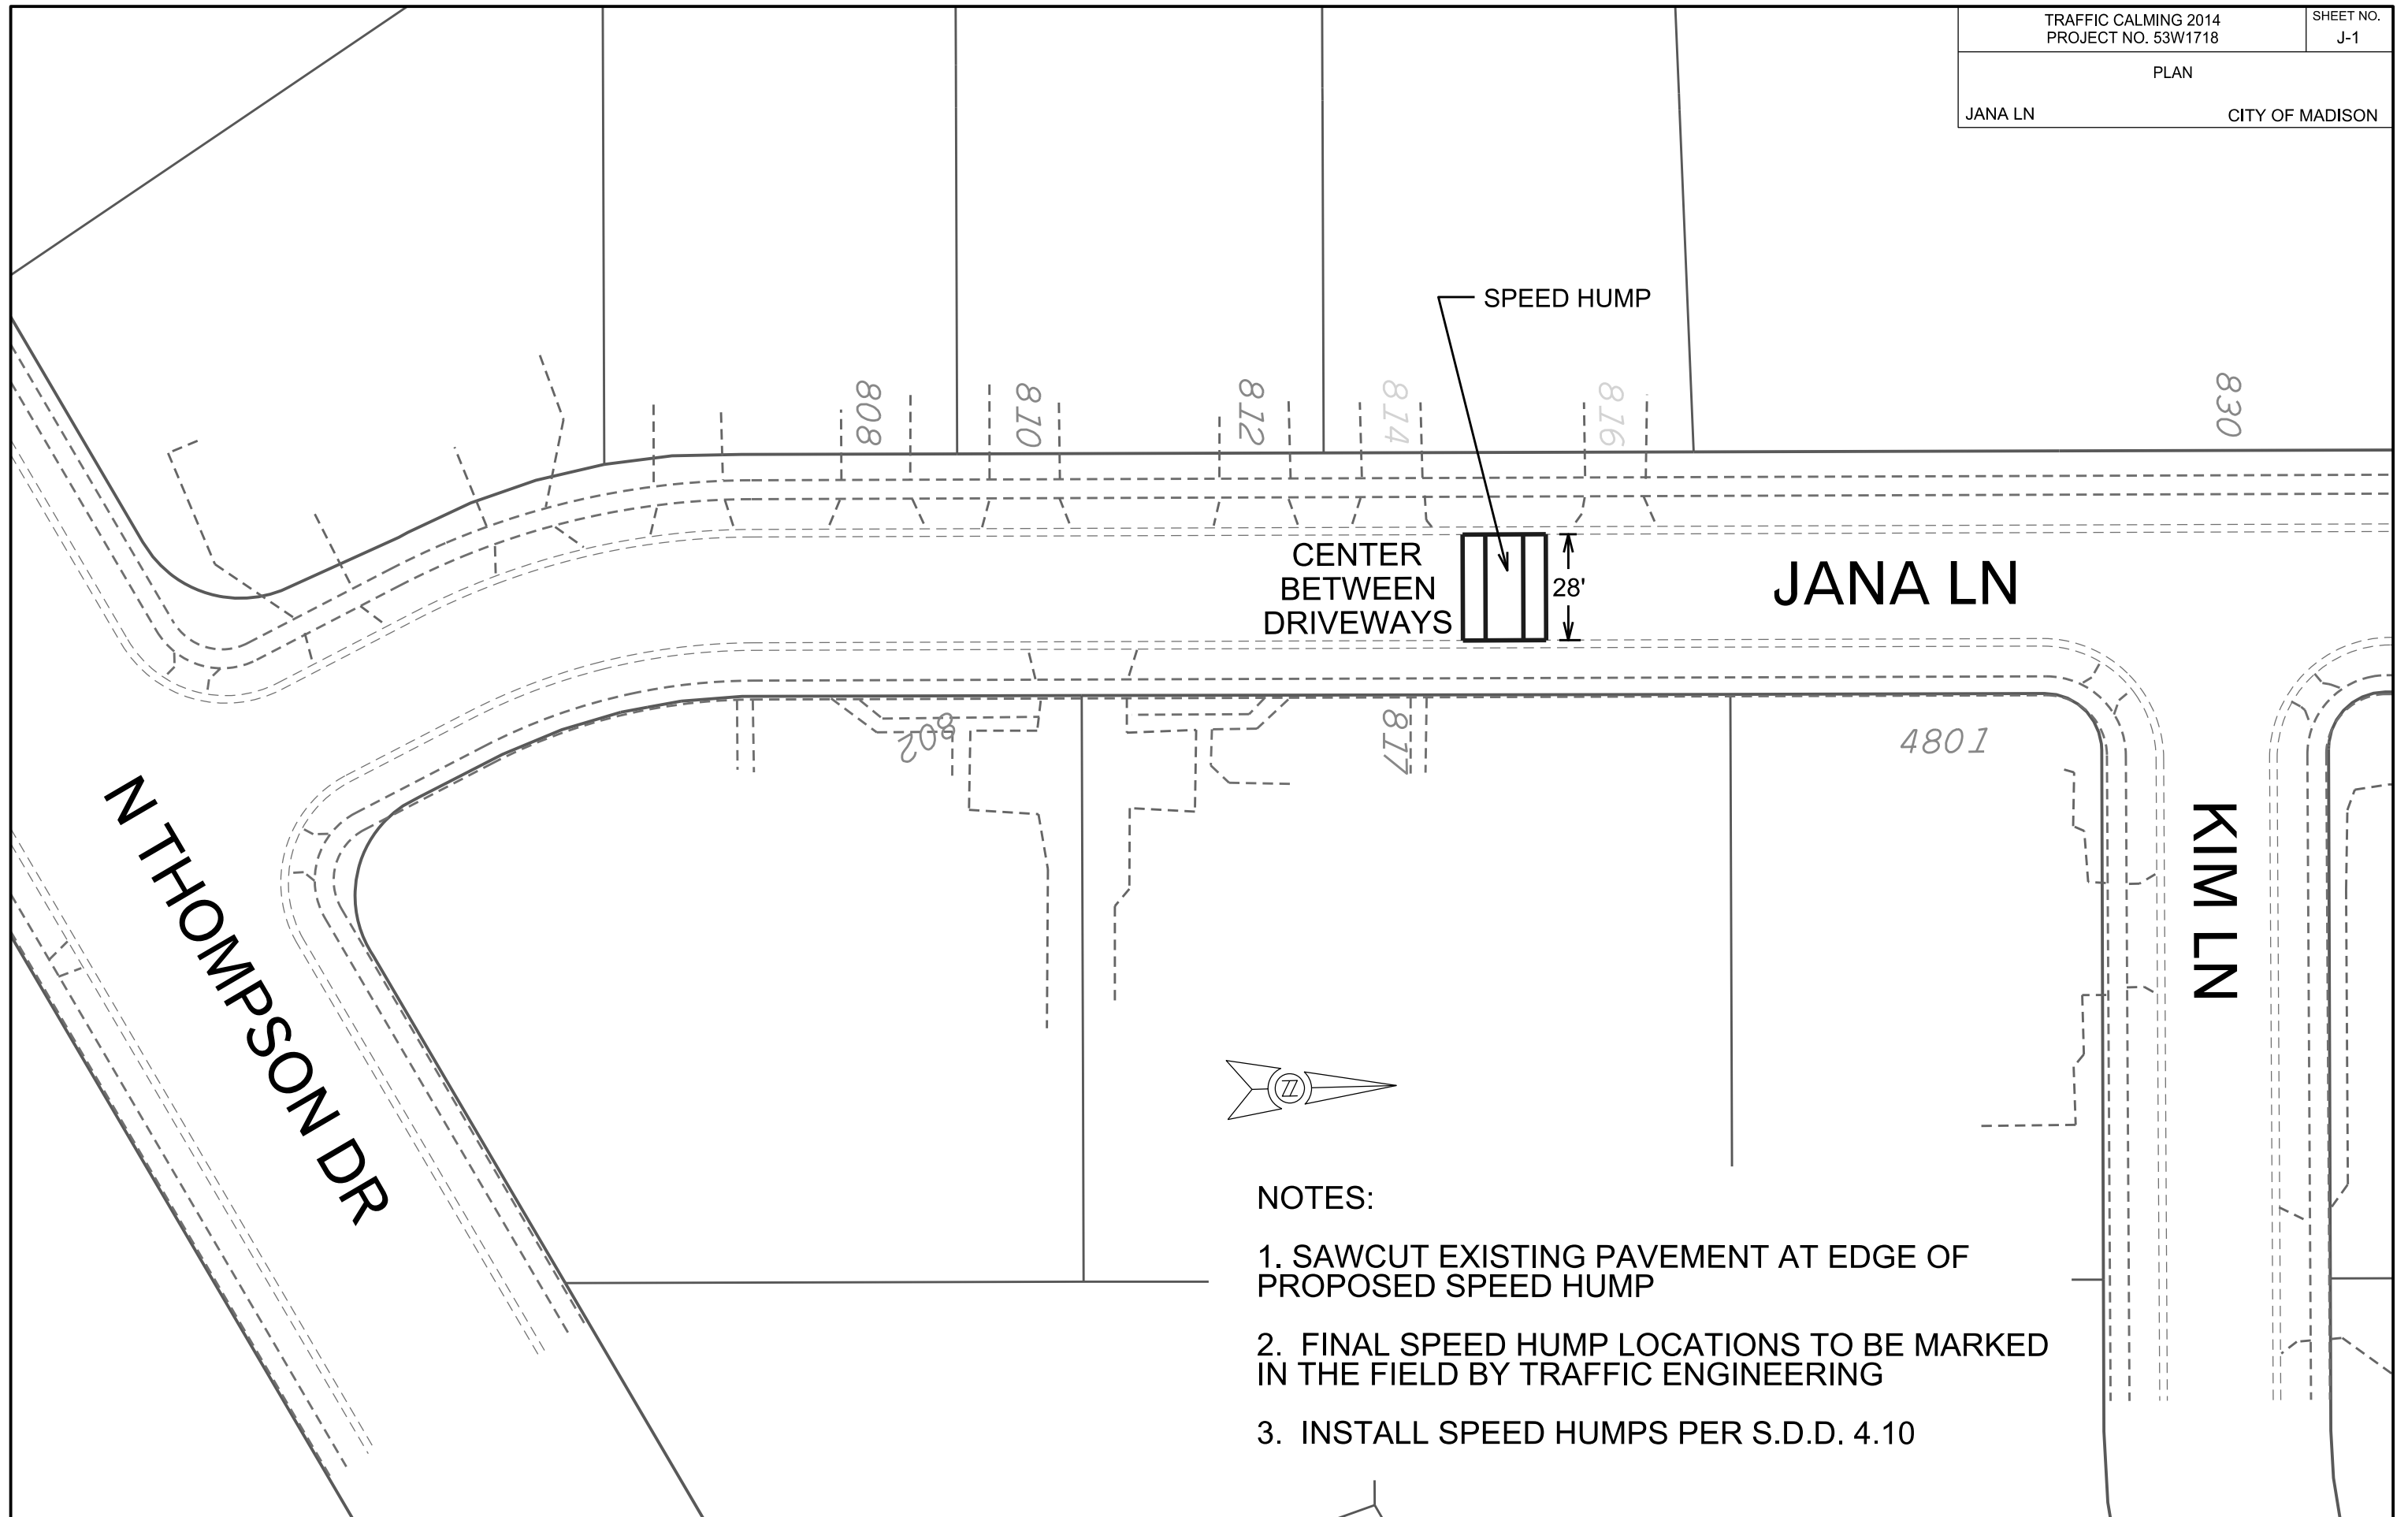 TRAFFIC CALMING 2014
PROJECT NO. 53W1718
SHEET NO.
J-1
PLAN
JANA LN
CITY OF MADISON
SPEED HUMP
808
810
812
814
816
830
CENTER
BETWEEN
DRIVEWAYS
28'
JANA LN
802
817
4801
N THOMPSON DR
KIM LN
NOTES:
1. SAWCUT EXISTING PAVEMENT AT EDGE OF
PROPOSED SPEED HUMP
2. FINAL SPEED HUMP LOCATIONS TO BE MARKED
IN THE FIELD BY TRAFFIC ENGINEERING
3. INSTALL SPEED HUMPS PER S.D.D. 4.10